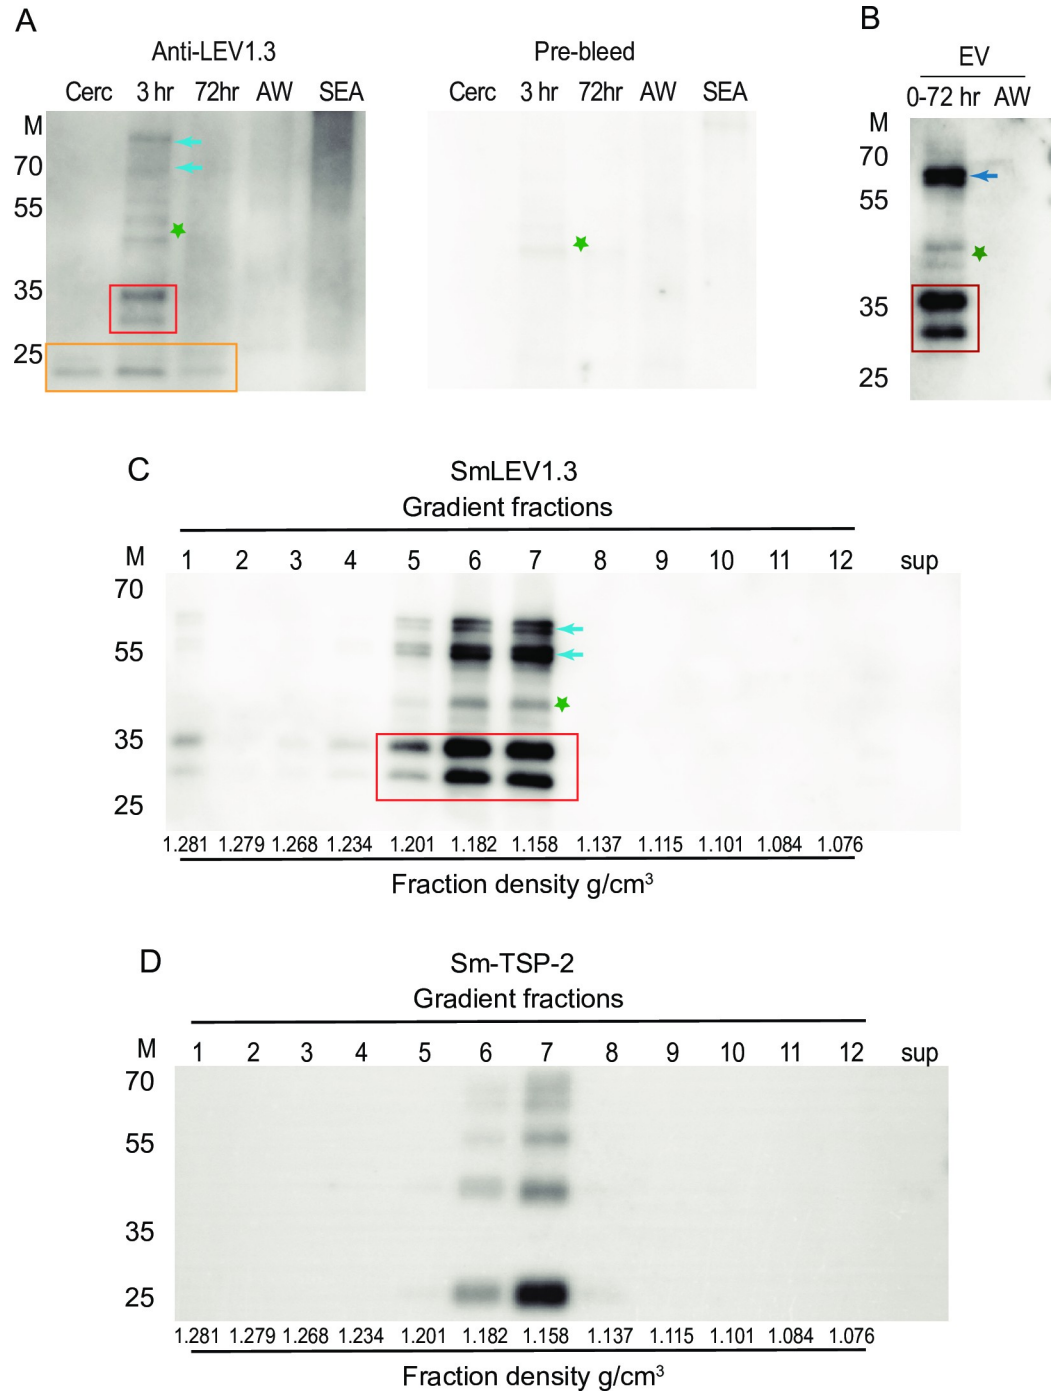 A
Anti-LEV1.3
Cerc 3 hr 72hr AW SEA
M
70
55
35
25
Pre-bleed
Cerc 3 hr 72hr AW SEA
B
EV
0-72 hr AW
M
70
55
35
25
C
SmLEV1.3
Gradient fractions
M 1 2 3 4 5 6 7 8 9 10 11 12 sup
70
55
35
25
1.281 1.279 1.268 1.234 1.201 1.182 1.158 1.137 1.115 1.101 1.084 1.076
Fraction density g/cm³
D
Sm-TSP-2
Gradient fractions
M 1 2 3 4 5 6 7 8 9 10 11 12 sup
70
55
35
25
1.281 1.279 1.268 1.234 1.201 1.182 1.158 1.137 1.115 1.101 1.084 1.076
Fraction density g/cm³